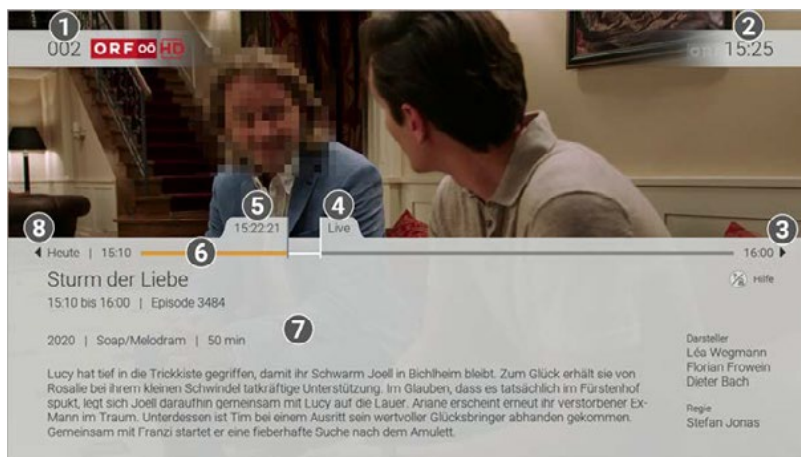 1
2
002 ORF OÖ HD
ORF 15:25
5
4
15:22:21
Live
8
3
Heute | 15:10
6
16:00
Sturm der Liebe
Hilfe
15:10 bis 16:00 | Episode 3484
7
2020 | Soap/Melodram | 50 min
Darsteller
Léa Wegmann
Florian Frowein
Dieter Bach
Regie
Stefan Jonas
Lucy hat tief in die Trickkiste gegriffen, damit ihr Schwarm Joell in Bichlheim bleibt. Zum Glück erhält sie von
Rosalie bei ihrem kleinen Schwindel tatkräftige Unterstützung. Im Glauben, dass es tatsächlich im Fürstenhof
spukt, legt sich Joell daraufhin gemeinsam mit Lucy auf die Lauer. Ariane erscheint erneut ihr verstorbener Ex-
Mann im Traum. Unterdessen ist Tim bei einem Ausritt sein wertvoller Glücksbringer abhanden gekommen.
Gemeinsam mit Franzi startet er eine fieberhafte Suche nach dem Amulett.